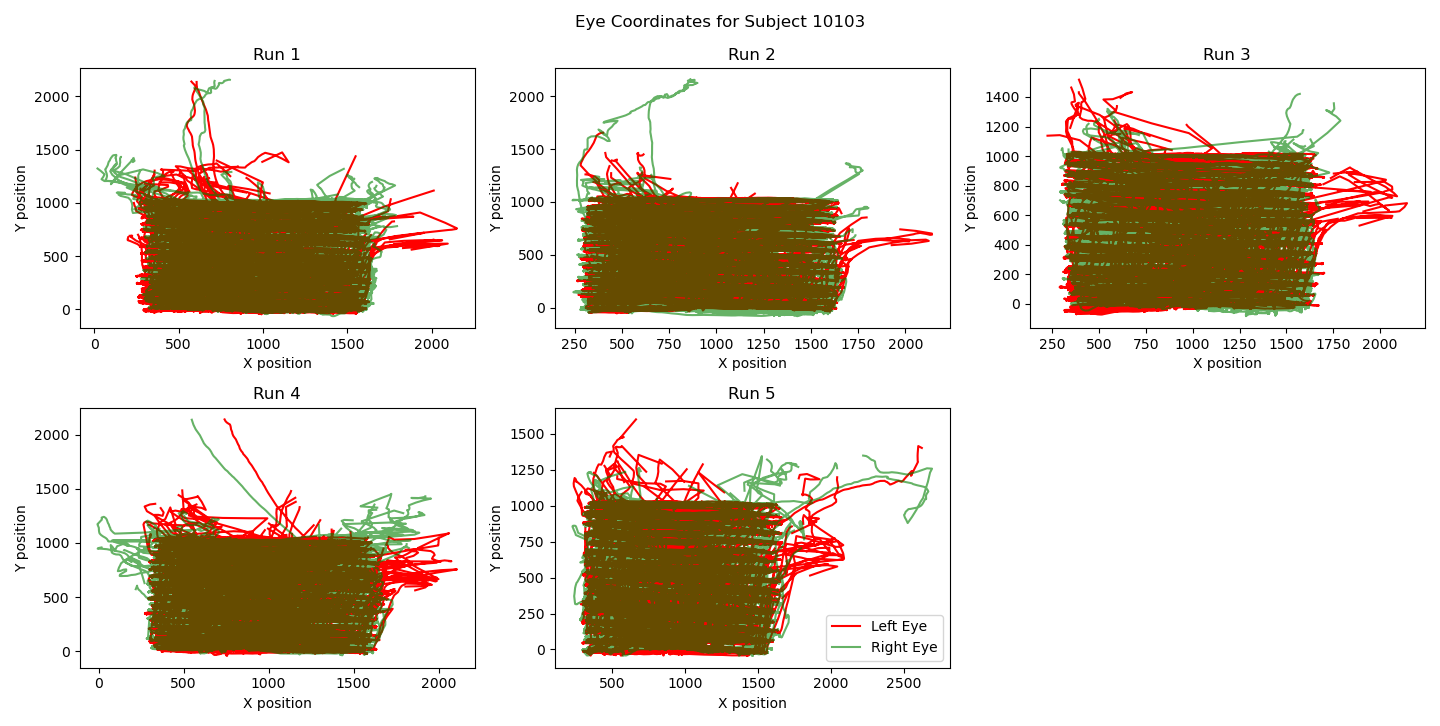 Eye Coordinates for Subject 10103
Run 1
Y position
2000
1500
1000
500
0
0 500 1000 1500 2000
X position
Run 2
Y position
2000
1500
1000
500
0
250 500 750 1000 1250 1500 1750 2000
X position
Run 3
Y position
1400
1200
1000
800
600
400
200
0
250 500 750 1000 1250 1500 1750 2000
X position
Run 4
Y position
2000
1500
1000
500
0
0 500 1000 1500 2000
X position
Run 5
Y position
1500
1250
1000
750
500
250
0
500 1000 1500 2000 2500
X position
Left Eye
Right Eye